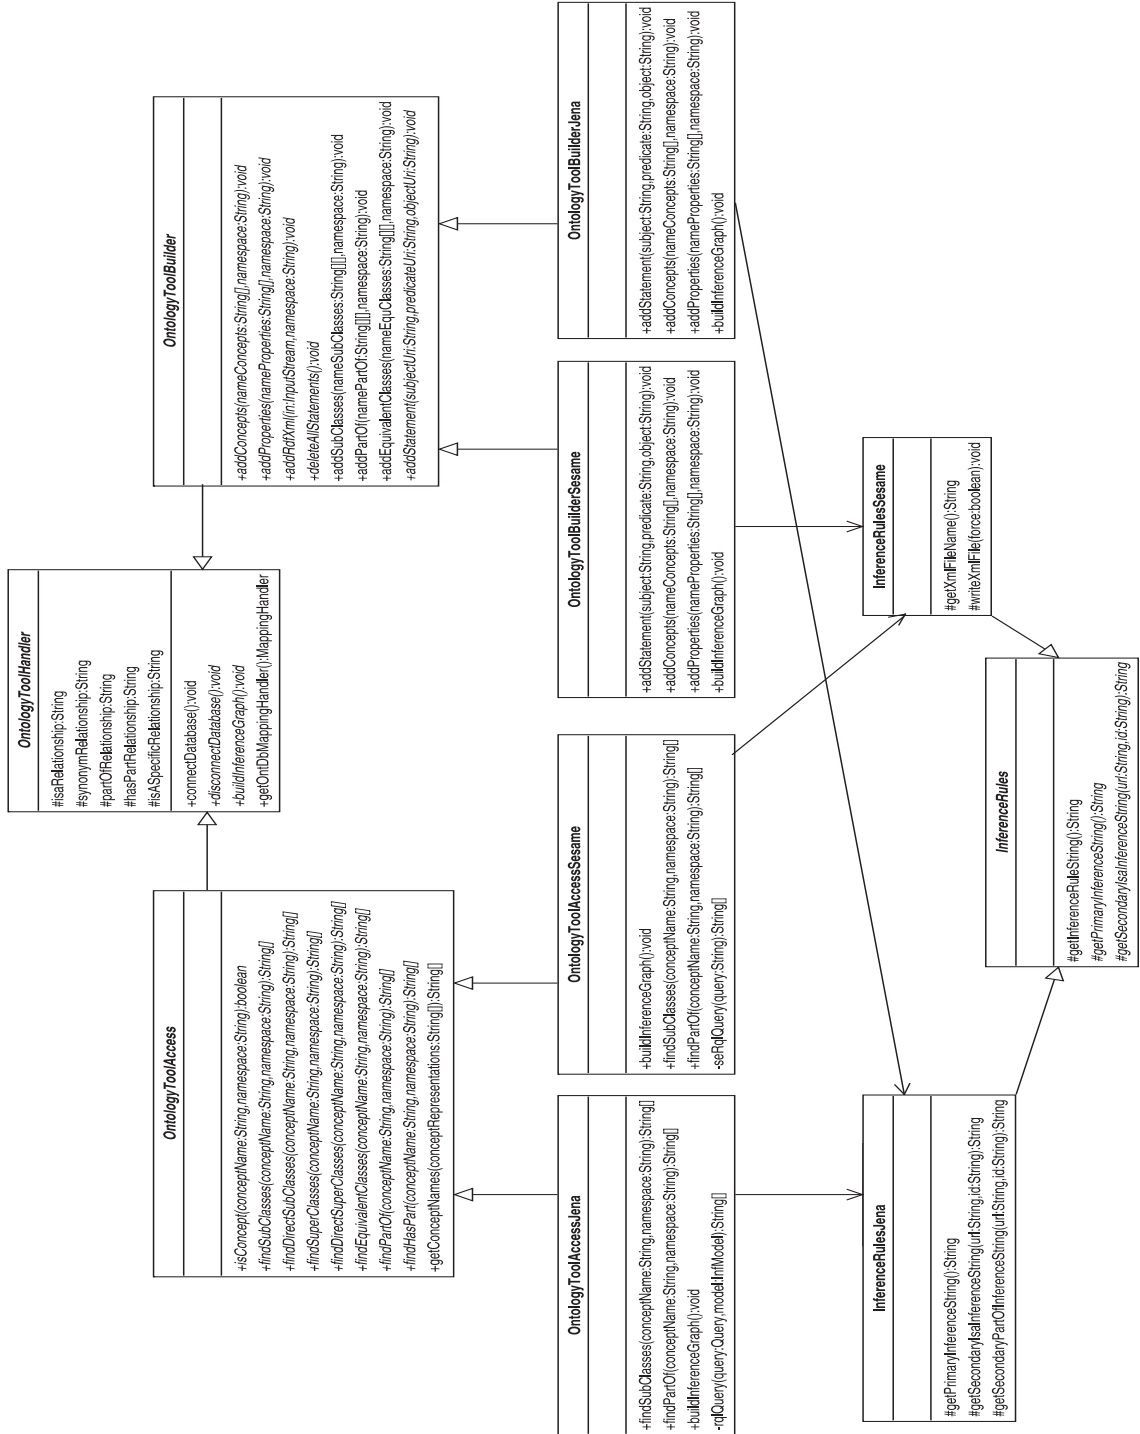 OntologyToolHandler
#isaRelationship:String
#synonymRelationship:String
#partOfRelationship:String
#hasPartRelationship:String
#isASpecificRelationship:String
+connectDatabase():void
+disconnectDatabase():void
+buildInferenceGraph():void
+getOntDbMappingHandler():MappingHandler
OntologyToolAccess
+isConcept(conceptName:String,namespace:String):boolean
+findSubClasses(conceptName:String,namespace:String):String[]
+findDirectSubClasses(conceptName:String,namespace:String):String[]
+findSuperClasses(conceptName:String,namespace:String):String[]
+findDirectSuperClasses(conceptName:String,namespace:String):String[]
+findEquivalentClasses(conceptName:String,namespace:String):String[]
+findPartOf(conceptName:String,namespace:String):String[]
+findHasPart(conceptName:String,namespace:String):String[]
+getConceptNames(conceptRepresentations:String[]):String[]
OntologyToolBuilder
+addConcepts(nameConcepts:String[],namespace:String):void
+addProperties(nameProperties:String[],namespace:String):void
+addRdfXml(in:InputStream,namespace:String):void
+deleteAllStatements():void
+addSubClasses(nameSubClasses:String[][],namespace:String):void
+addPartOf(namePartOf:String[][],namespace:String):void
+addEquivalentClasses(nameEquClasses:String[][],namespace:String):void
+addStatement(subjectUri:String,predicateUri:String,objectUri:String):void
OntologyToolAccessJena
+findSubClasses(conceptName:String,namespace:String):String[]
+findPartOf(conceptName:String,namespace:String):String[]
+buildInferenceGraph():void
-rqlQuery(query:Query,model:InfModel):String[]
OntologyToolAccessSesame
+buildInferenceGraph():void
+findSubClasses(conceptName:String,namespace:String):String[]
+findPartOf(conceptName:String,namespace:String):String[]
-seRqlQuery(query:String):String[]
OntologyToolBuilderSesame
+addStatement(subject:String,predicate:String,object:String):void
+addConcepts(nameConcepts:String[],namespace:String):void
+addProperties(nameProperties:String[],namespace:String):void
+buildInferenceGraph():void
OntologyToolBuilderJena
+addStatement(subject:String,predicate:String,object:String):void
+addConcepts(nameConcepts:String[],namespace:String):void
+addProperties(nameProperties:String[],namespace:String):void
+buildInferenceGraph():void
InferenceRulesJena
#getPrimaryInferenceString():String
#getSecondaryIsaInferenceString(url:String,id:String):String
#getSecondaryPartOfInferenceString(url:String,id:String):String
InferenceRulesSesame
#getXmlFileName():String
#writeXmlFile(force:boolean):void
InferenceRules
#getInferenceRuleString():String
#getPrimaryInferenceString():String
#getSecondaryIsaInferenceString(url:String,id:String):String